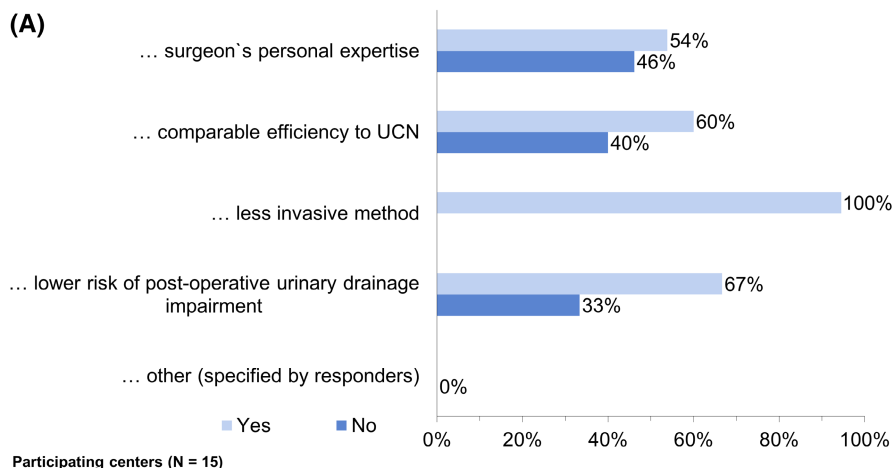 (A)
... surgeon`s personal expertise
54%
46%
... comparable efficiency to UCN
60%
40%
... less invasive method
100%
... lower risk of post-operative urinary drainage
impairment
67%
33%
... other (specified by responders)
0%
Yes
No
0%
20%
40%
60%
80%
100%
Participating centers (N = 15)